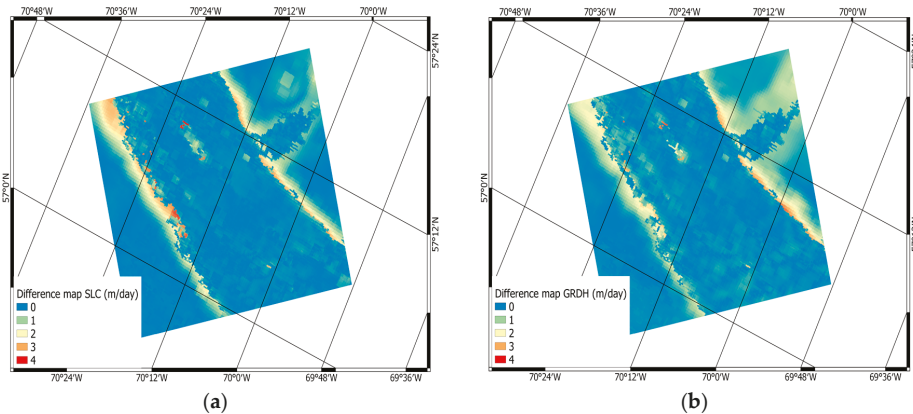 70°48'W 70°36'W 70°24'W 70°12'W 70°0'W
57°24'N
57°0'N
57°12'N
Difference map SLC (m/day)
0
1
2
3
4
70°24'W 70°12'W 70°0'W 69°48'W 69°36'W
(a)
70°48'W 70°36'W 70°24'W 70°12'W 70°0'W
57°0'N
Difference map GRDH (m/day)
0
1
2
3
4
70°24'W 70°12'W 70°0'W 69°48'W 69°36'W
(b)